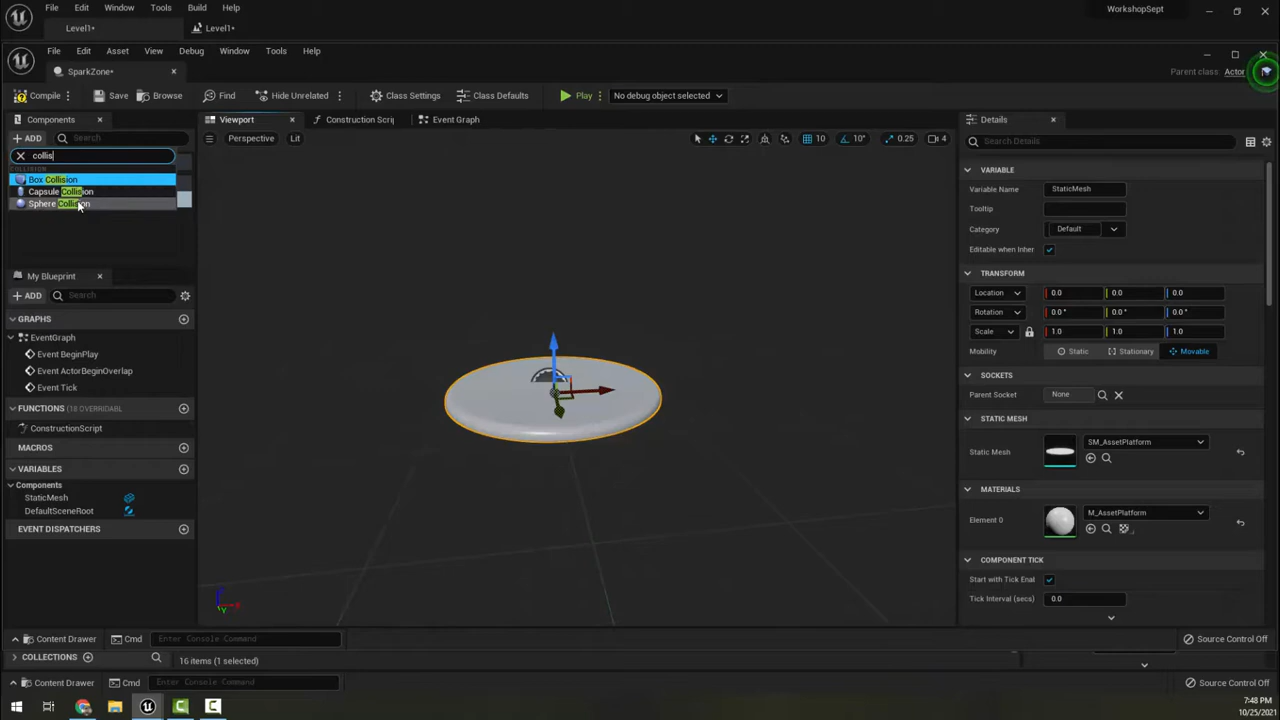 File Edit Window Tools Build Help
WorkshopSept
Level1*
Level1*
File Edit Asset View Debug Window Tools Help
SparkZone*
Parent class: Actor
Compile Save Browse Find Hide Unrelated Class Settings Class Defaults Play No debug object selected
Components
Viewport Construction Scrip Event Graph
Details
+ ADD Search
Perspective Lit
10 10° 0.25 4
Search Details
collis
COLLISION
Box Collision
Capsule Collision
Sphere Collision
VARIABLE
Variable Name StaticMesh
Tooltip
Category Default
Editable when Inher
TRANSFORM
Location 0.0 0.0 0.0
Rotation 0.0 ° 0.0 ° 0.0 °
Scale 1.0 1.0 1.0
Mobility Static Stationary Movable
SOCKETS
Parent Socket None
STATIC MESH
Static Mesh SM_AssetPlatform
MATERIALS
Element 0 M_AssetPlatform
COMPONENT TICK
Start with Tick Enal
Tick Interval (secs) 0.0
My Blueprint
+ ADD Search
GRAPHS
EventGraph
Event BeginPlay
Event ActorBeginOverlap
Event Tick
FUNCTIONS (18 OVERRIDABL
ConstructionScript
MACROS
VARIABLES
Components
StaticMesh
DefaultSceneRoot
EVENT DISPATCHERS
Z X Y
Content Drawer Cmd Enter Console Command
Source Control Off
COLLECTIONS
16 items (1 selected)
Content Drawer Cmd Enter Console Command
Source Control Off
7:48 PM
10/25/2021